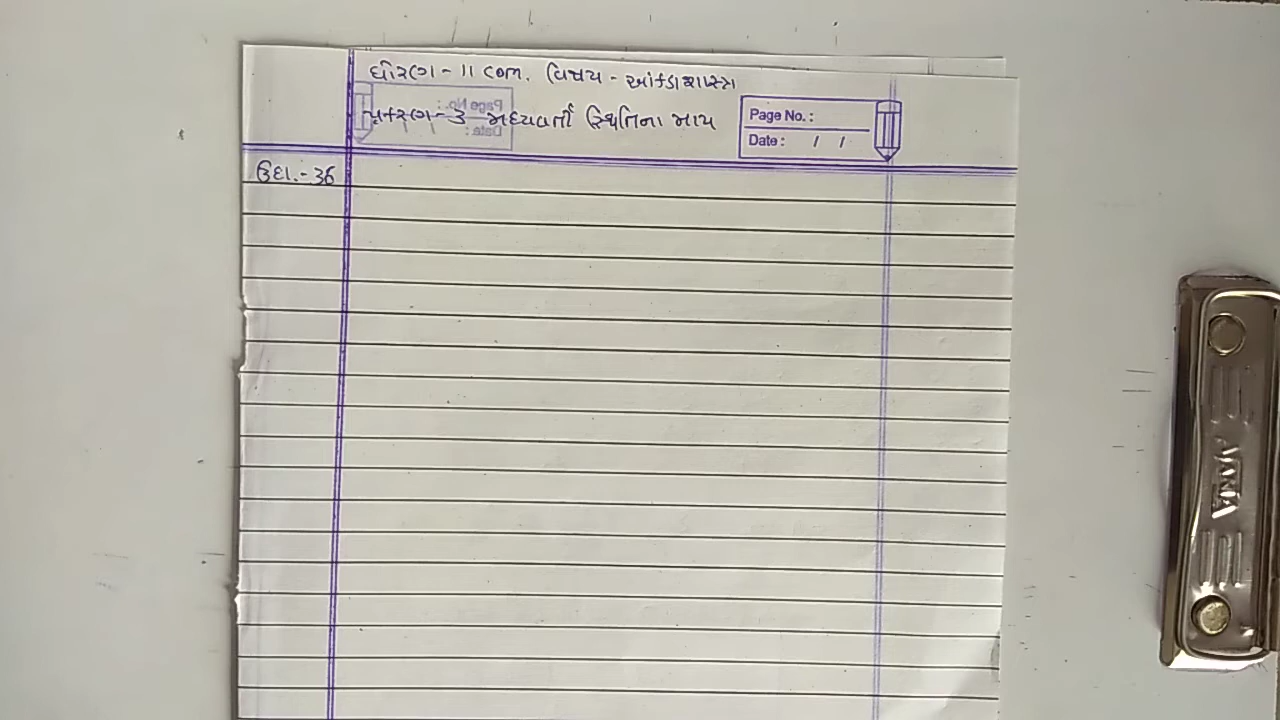 ધોરણ - 11 com. વિષય - આંકડાશાસ્ત્ર
પ્રકરણ - 3 મધ્યવર્તી સ્થિતિના માપ
Page No. :
Date : / /
ઉદા. - 36